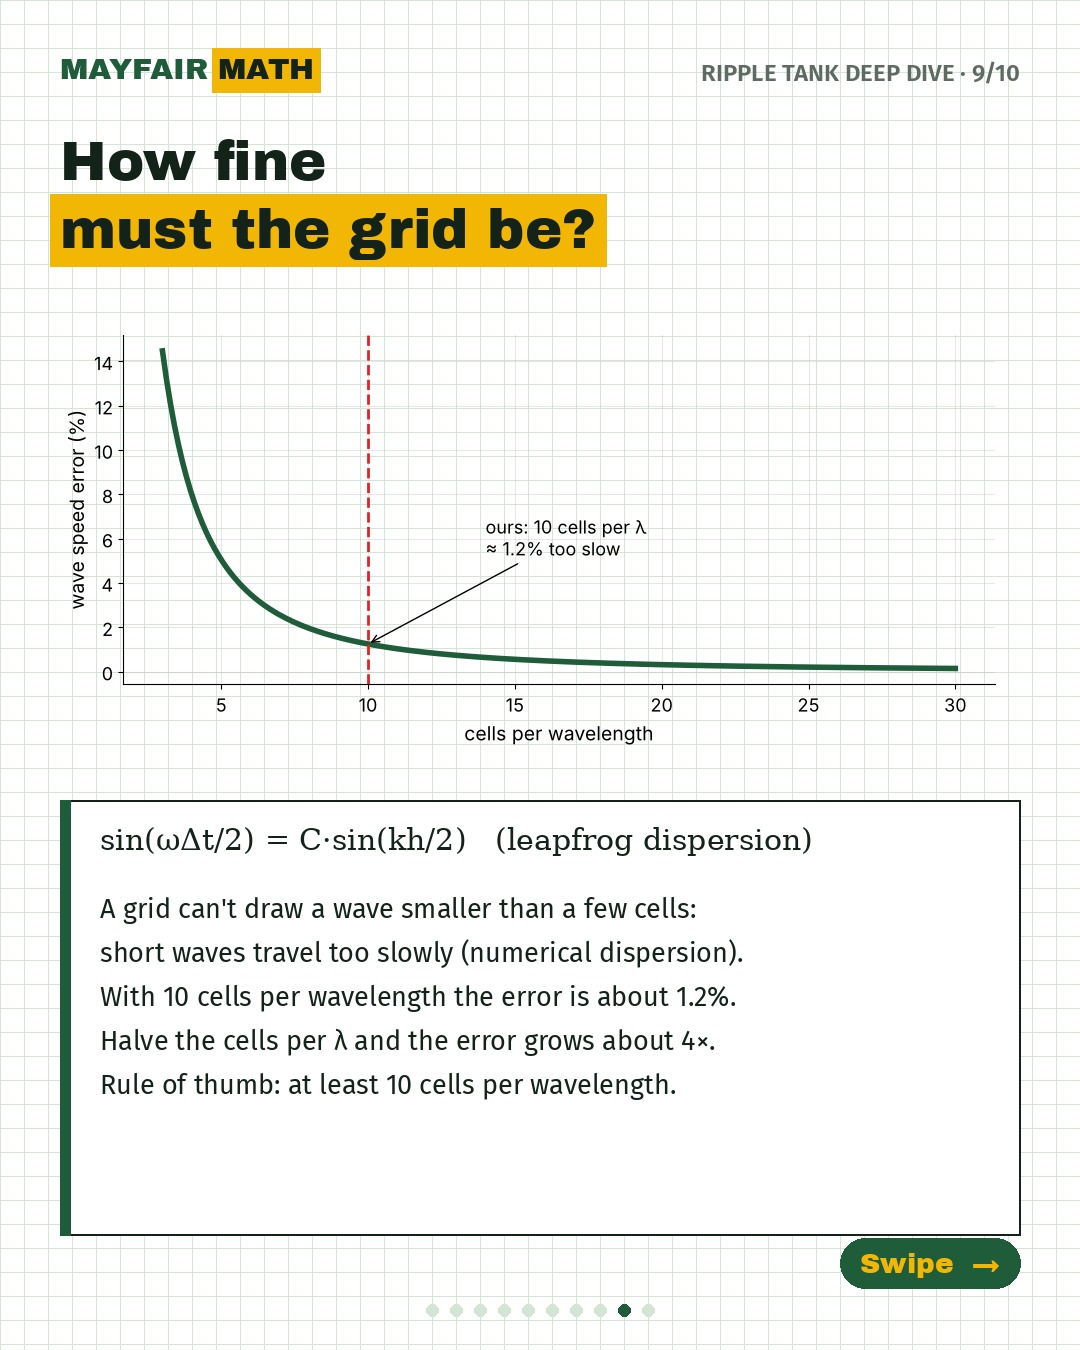 MAYFAIR MATH
RIPPLE TANK DEEP DIVE · 9/10
How fine
must the grid be?
14
12
10
8
6
4
2
0
wave speed error (%)
ours: 10 cells per λ
≈ 1.2% too slow
5 10 15 20 25 30
cells per wavelength
sin(ωΔt/2) = C·sin(kh/2) (leapfrog dispersion)
A grid can't draw a wave smaller than a few cells:
short waves travel too slowly (numerical dispersion).
With 10 cells per wavelength the error is about 1.2%.
Halve the cells per λ and the error grows about 4×.
Rule of thumb: at least 10 cells per wavelength.
Swipe →